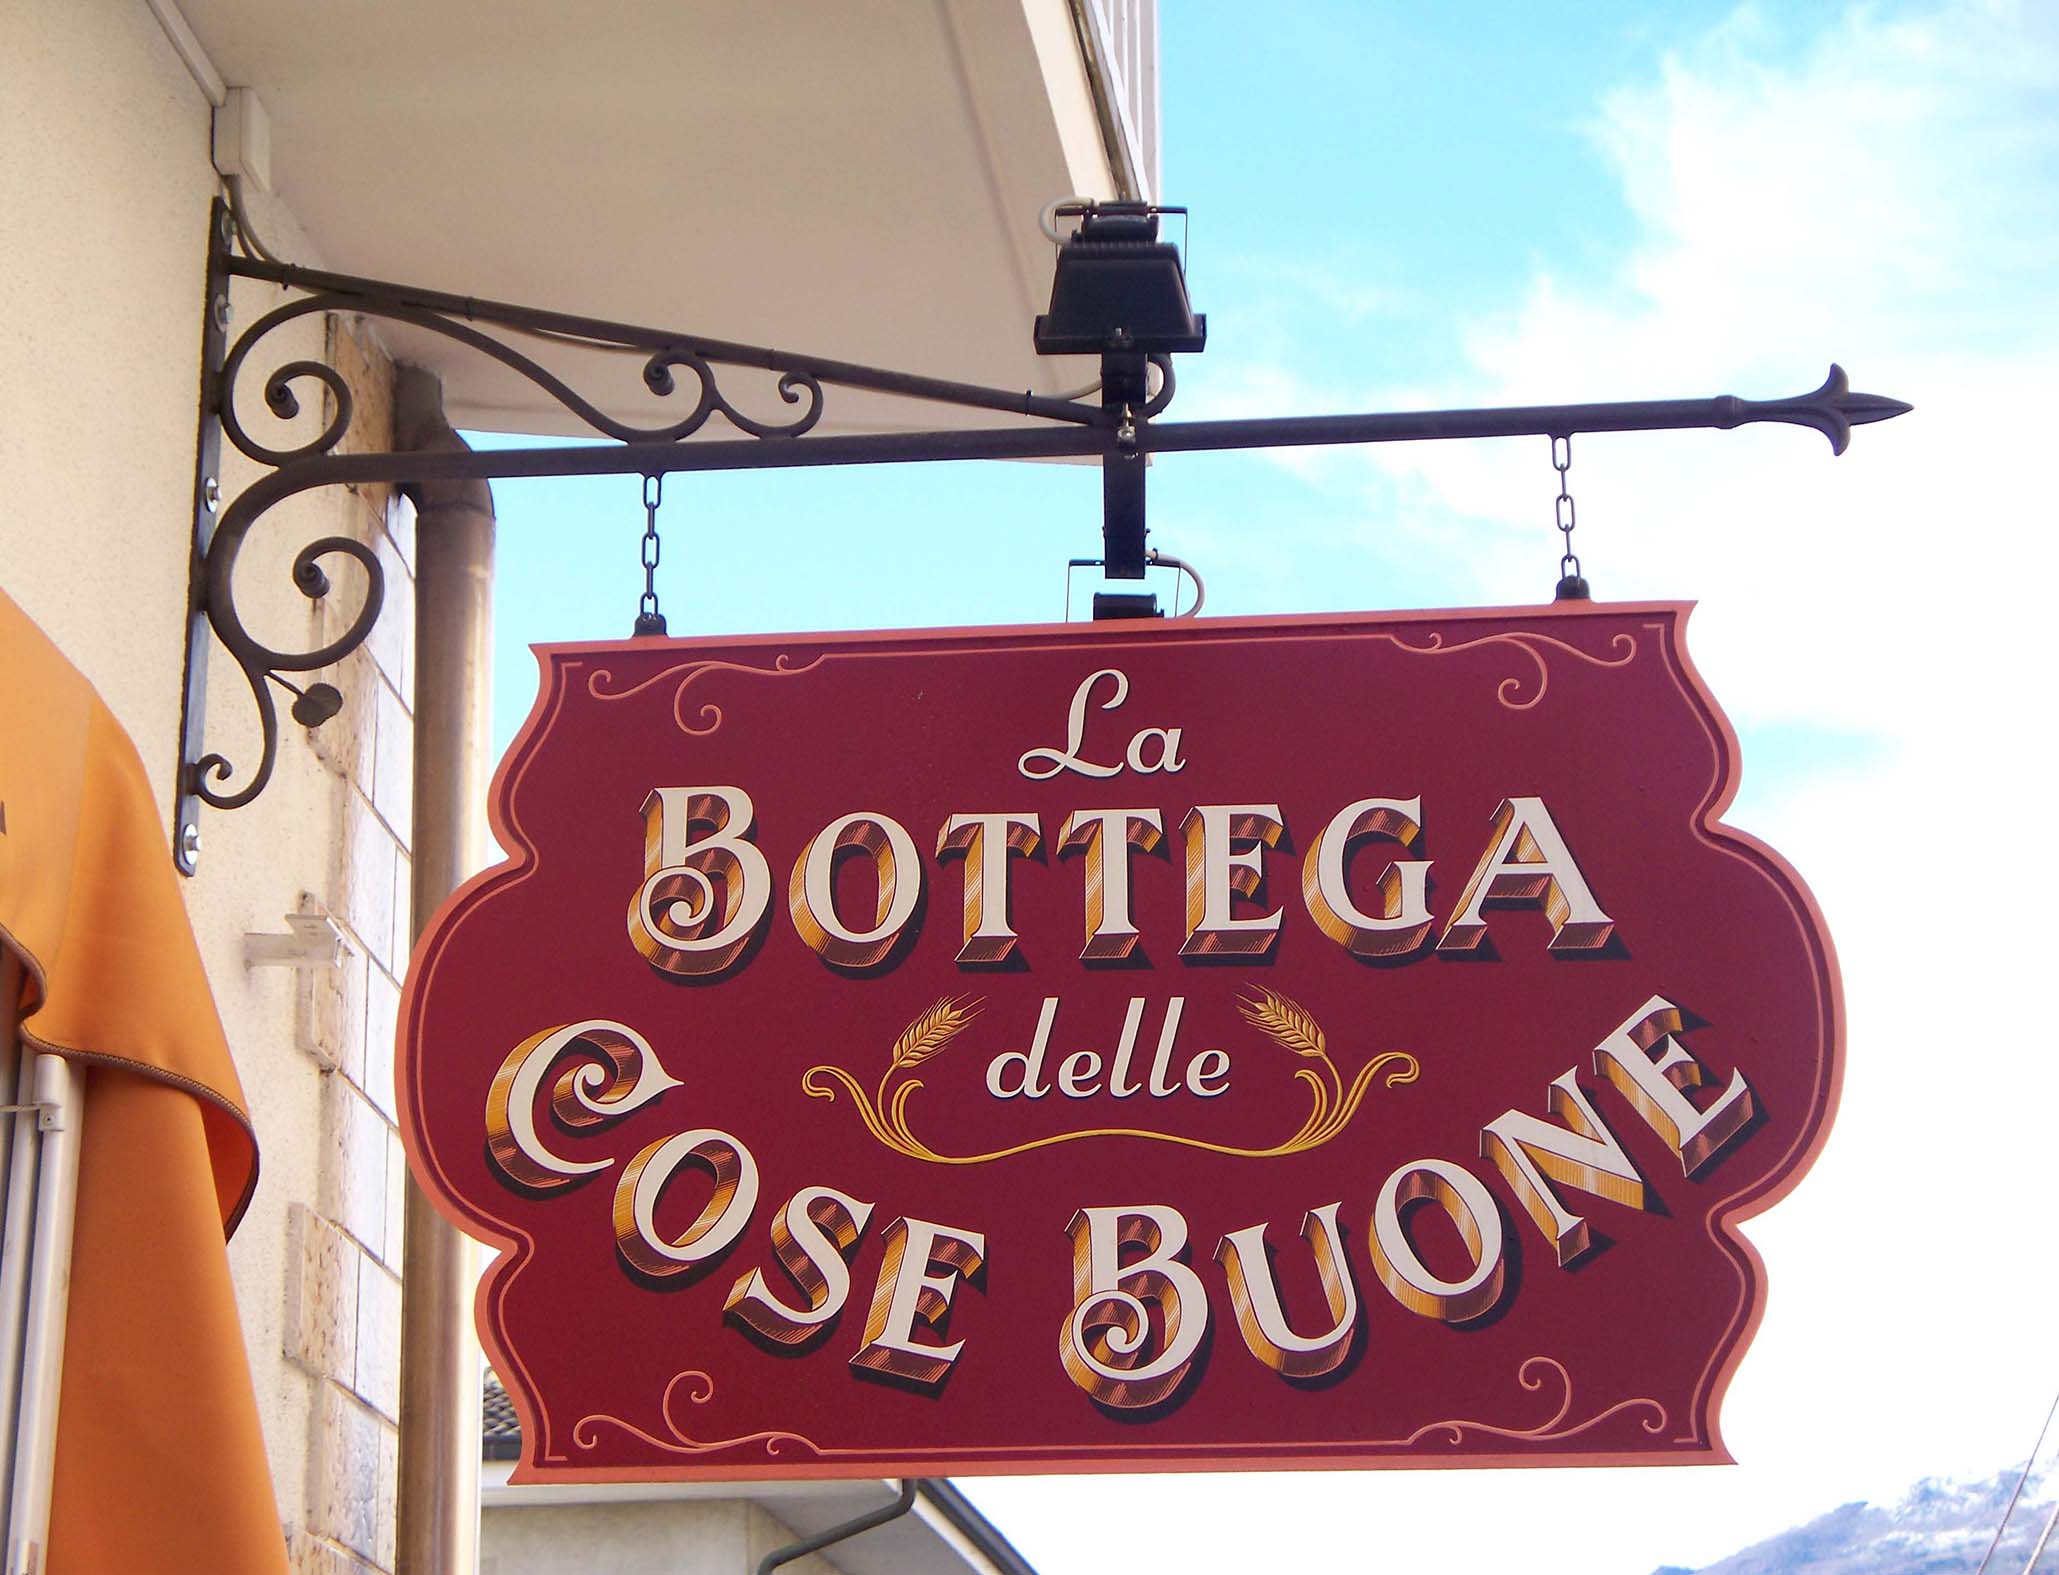 La
BOTTEGA
delle
COSE BUONE